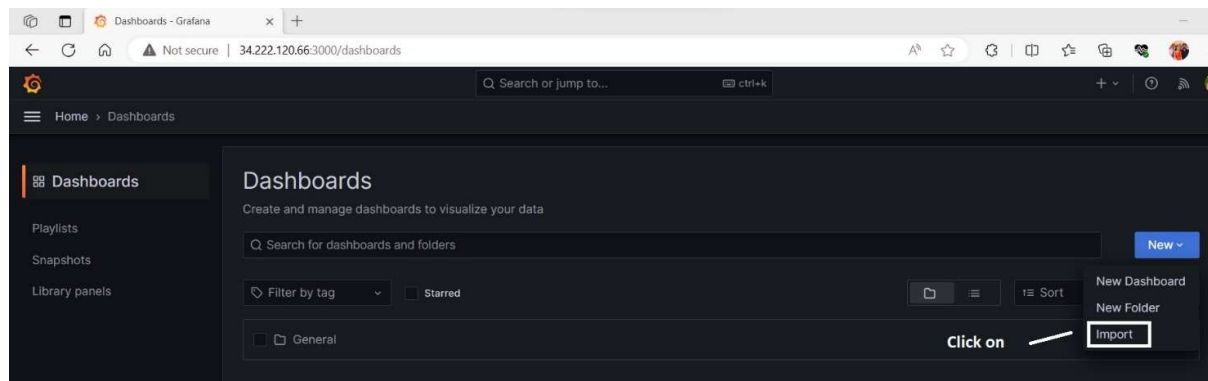 Dashboards - Grafana
Not secure | 34.222.120.66:3000/dashboards
Search or jump to... ctrl+k
Home › Dashboards
Dashboards
Playlists
Snapshots
Library panels
Dashboards
Create and manage dashboards to visualize your data
Search for dashboards and folders
New
Filter by tag Starred Sort
New Dashboard
New Folder
Import
General
Click on